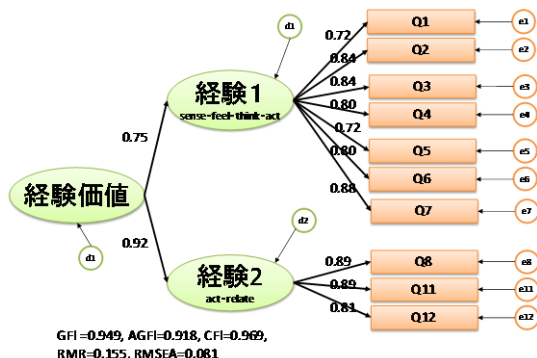 d1
0.72
Q1
e1
0.84
Q2
e2
経験1
sense-feel-think-act
0.84
Q3
e3
0.80
Q4
e4
0.75
0.72
Q5
e5
0.80
Q6
e6
0.88
Q7
e7
経験価値
d1
d2
0.92
経験2
act-relate
0.89
Q8
e8
0.89
Q11
e11
0.81
Q12
e12
GFI=0.949, AGFI=0.918, CFI=0.969,
RMR=0.155, RMSEA=0.081